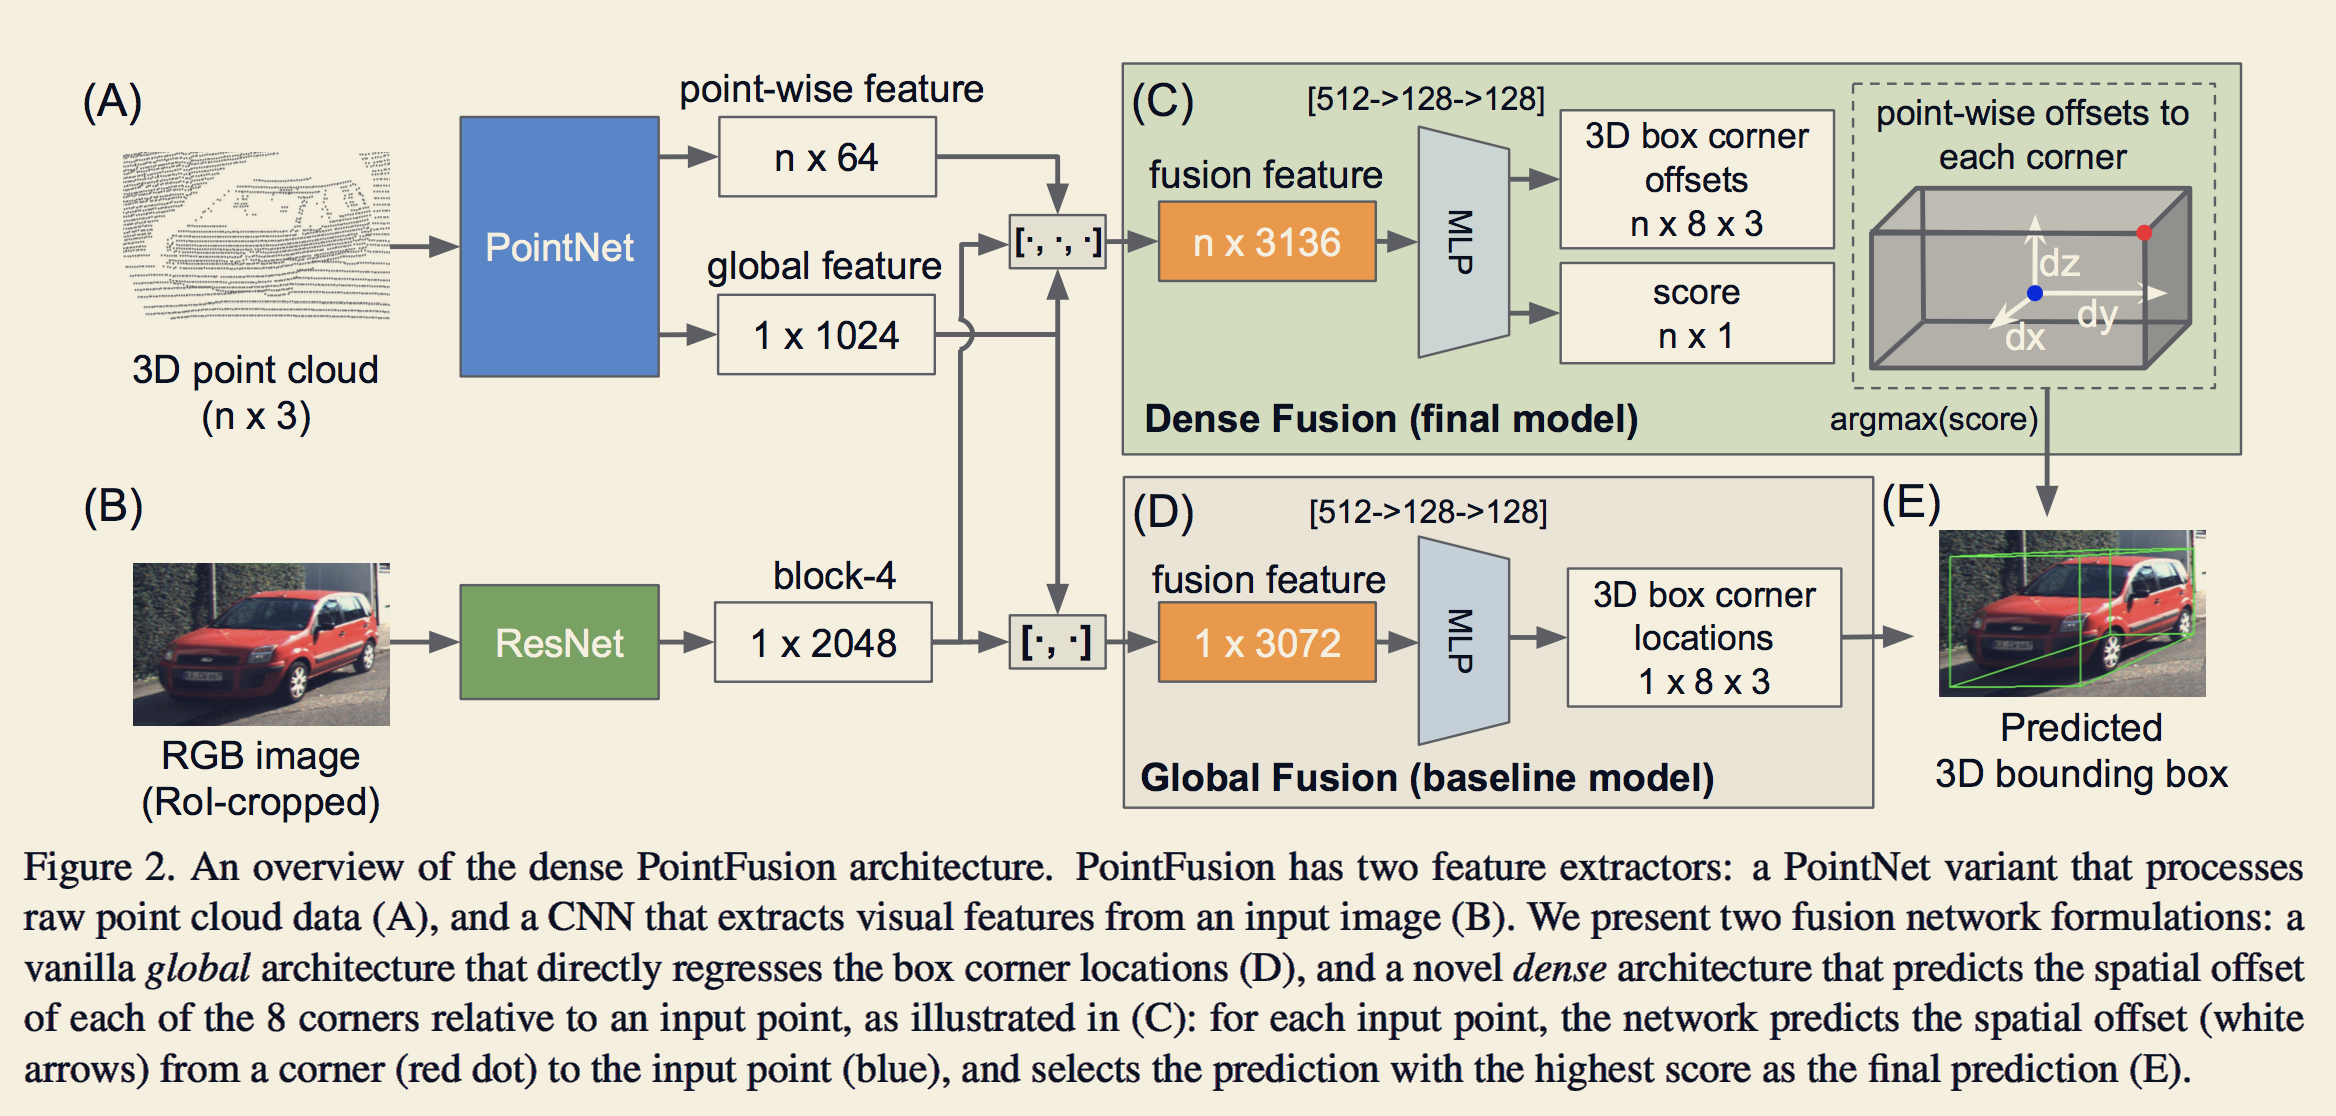 (A)
3D point cloud
(n x 3)
PointNet
point-wise feature
n x 64
global feature
1 x 1024
[·, ·, ·]
(B)
RGB image
(RoI-cropped)
ResNet
block-4
1 x 2048
[·, ·]
(C)
[512->128->128]
fusion feature
n x 3136
MLP
3D box corner
offsets
n x 8 x 3
score
n x 1
point-wise offsets to
each corner
dz
dy
dx
Dense Fusion (final model)
argmax(score)
(D)
[512->128->128]
fusion feature
1 x 3072
MLP
3D box corner
locations
1 x 8 x 3
Global Fusion (baseline model)
(E)
Predicted
3D bounding box
Figure 2. An overview of the dense PointFusion architecture. PointFusion has two feature extractors: a PointNet variant that processes
raw point cloud data (A), and a CNN that extracts visual features from an input image (B). We present two fusion network formulations: a
vanilla global architecture that directly regresses the box corner locations (D), and a novel dense architecture that predicts the spatial offset
of each of the 8 corners relative to an input point, as illustrated in (C): for each input point, the network predicts the spatial offset (white
arrows) from a corner (red dot) to the input point (blue), and selects the prediction with the highest score as the final prediction (E).